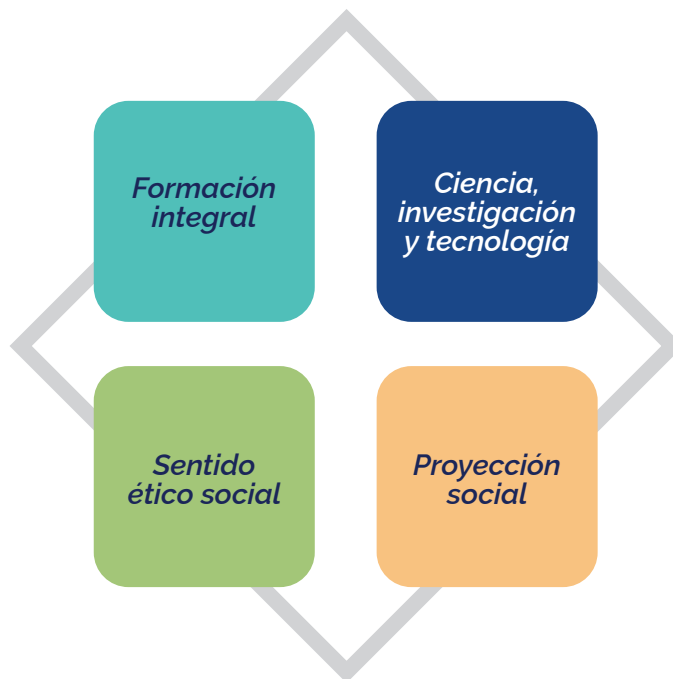 Formación
integral
Ciencia,
investigación
y tecnología
Sentido
ético social
Proyección
social